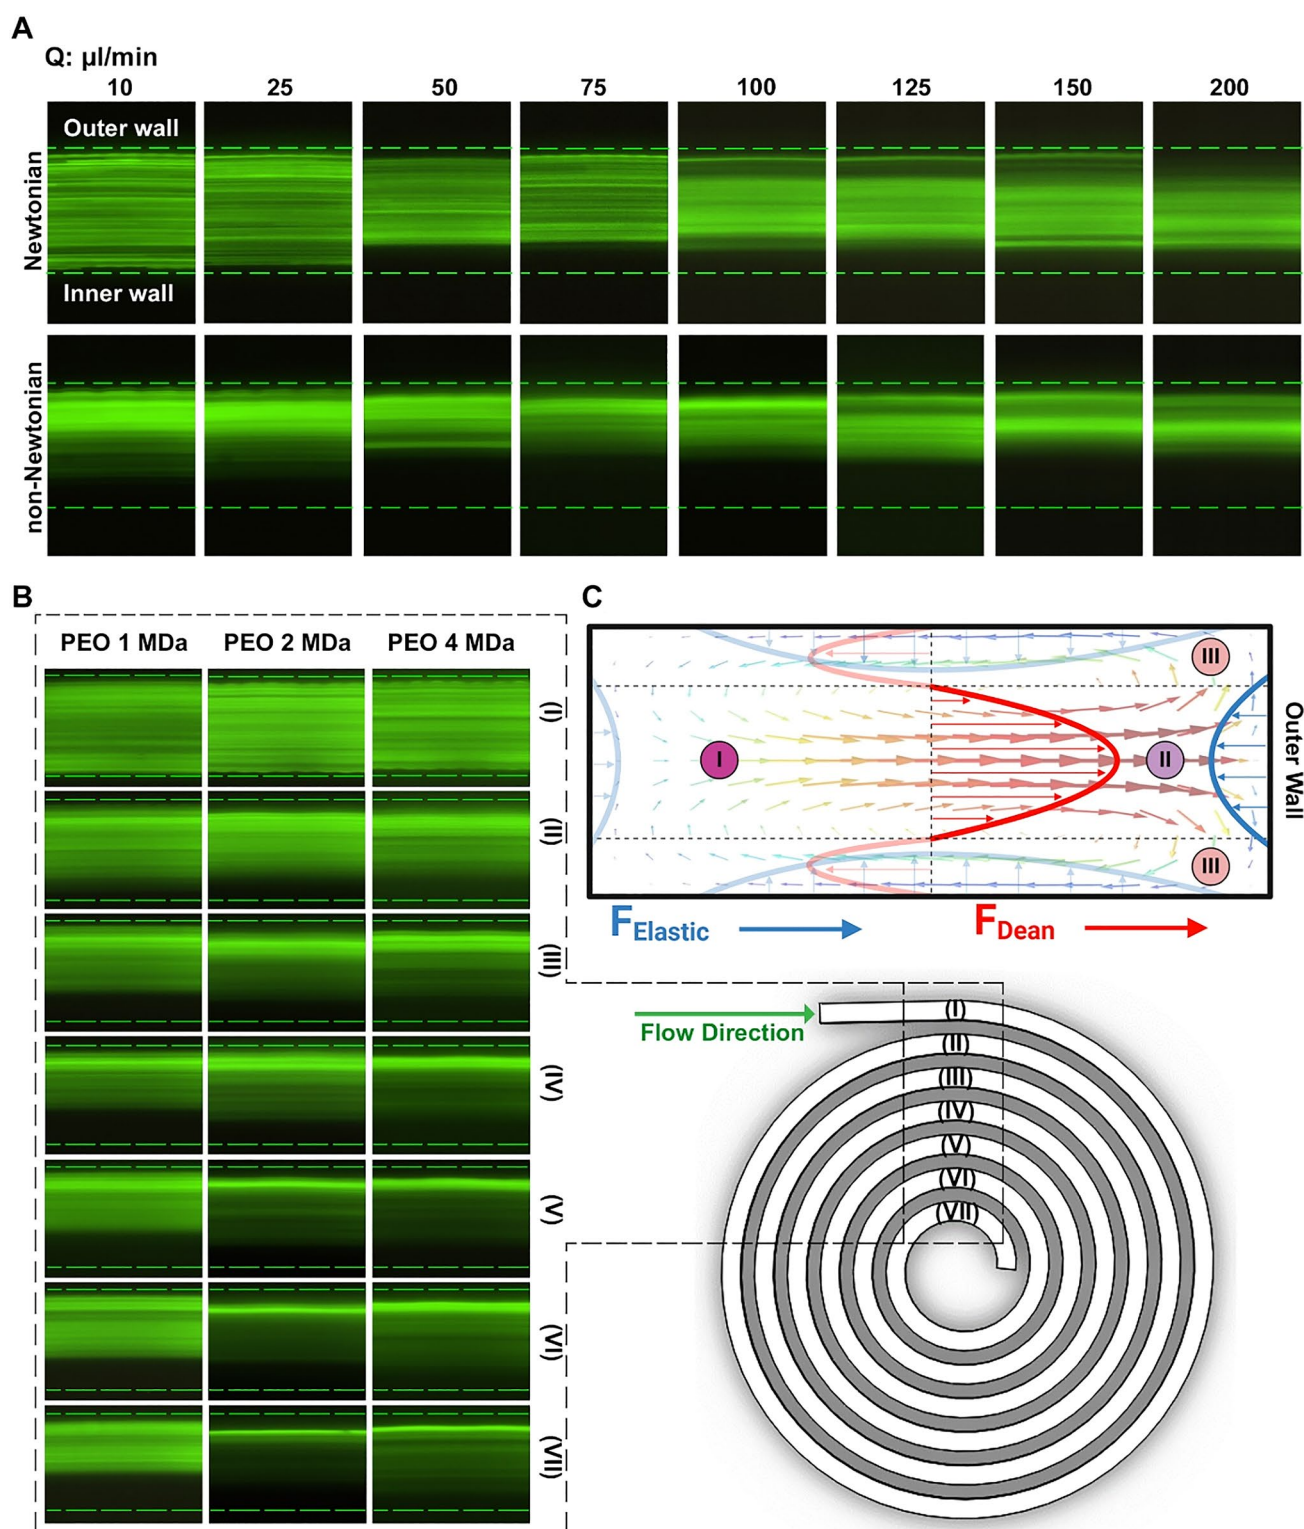 A
Q: µl/min
10 25 50 75 100 125 150 200
Newtonian
Outer wall
Inner wall
non-Newtonian
B
PEO 1 MDa PEO 2 MDa PEO 4 MDa
(I)
(II)
(III)
(IV)
(V)
(VI)
(VII)
C
III
I
II
III
Outer Wall
FElastic
FDean
Flow Direction
(I)
(II)
(III)
(IV)
(V)
(VI)
(VII)